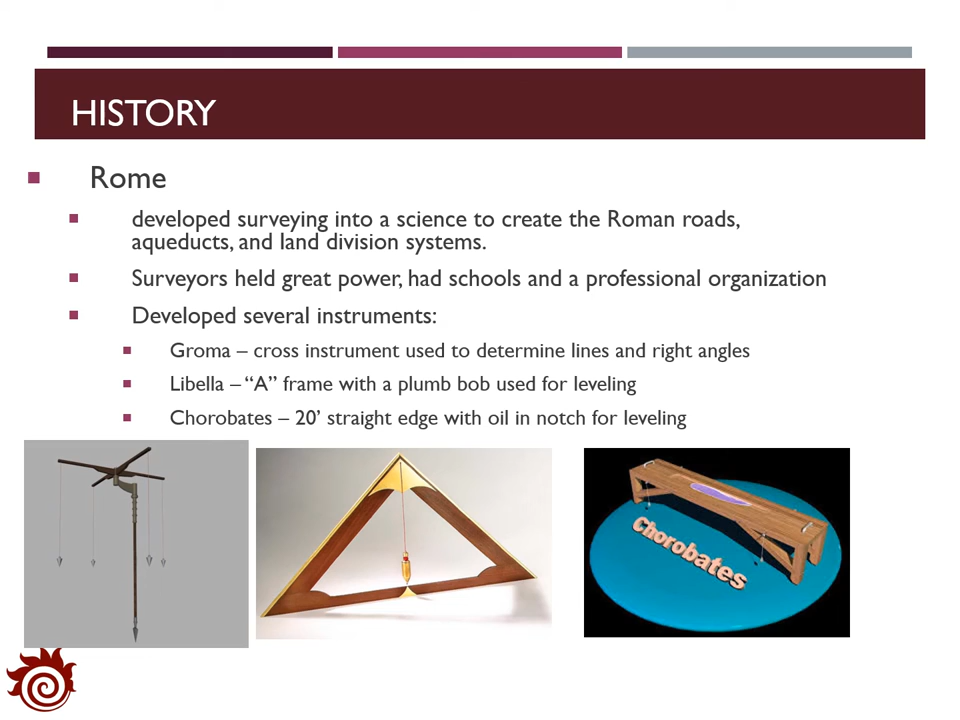 HISTORY
Rome
developed surveying into a science to create the Roman roads,
aqueducts, and land division systems.
Surveyors held great power, had schools and a professional organization
Developed several instruments:
Groma – cross instrument used to determine lines and right angles
Libella – “A” frame with a plumb bob used for leveling
Chorobates – 20’ straight edge with oil in notch for leveling
Chorobates